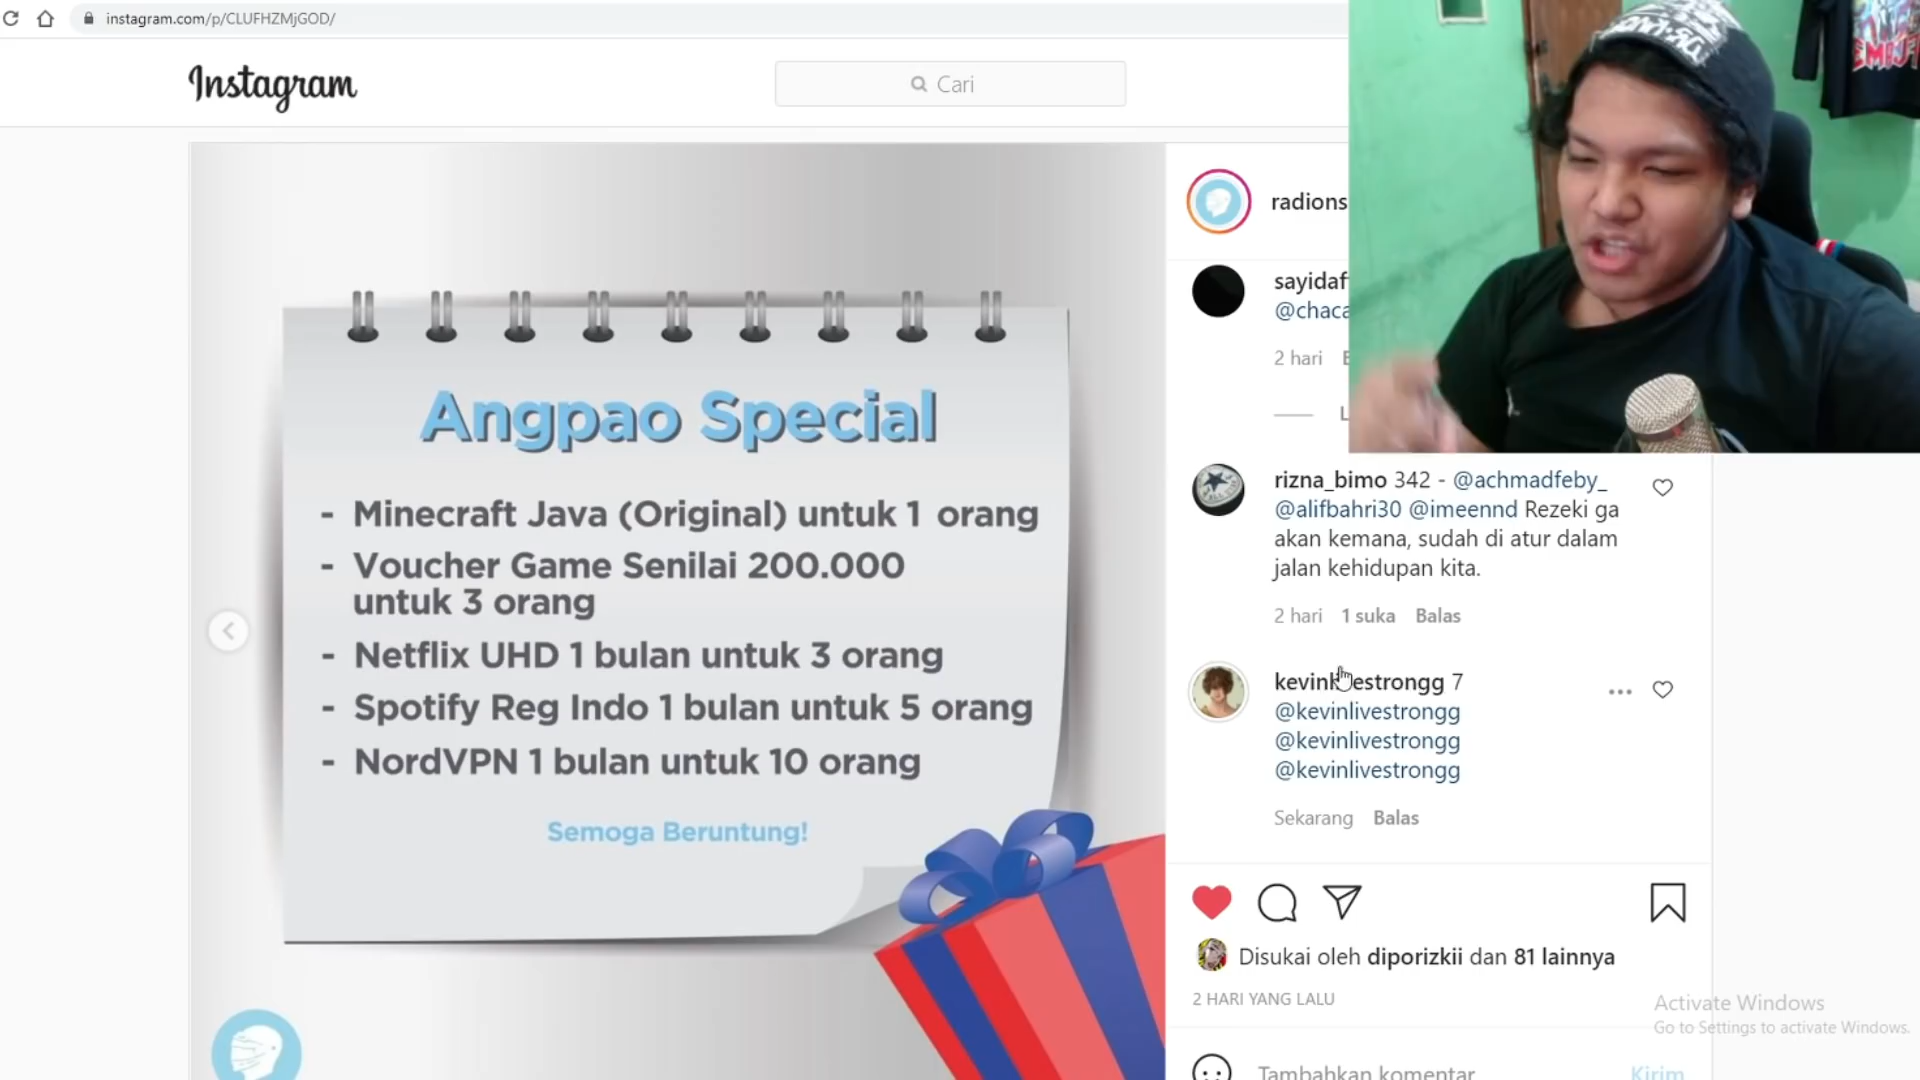 instagram.com/p/CLUFHZMjGOD/
Instagram
Cari
Angpao Special
- Minecraft Java (Original) untuk 1 orang
- Voucher Game Senilai 200.000
untuk 3 orang
- Netflix UHD 1 bulan untuk 3 orang
- Spotify Reg Indo 1 bulan untuk 5 orang
- NordVPN 1 bulan untuk 10 orang
Semoga Beruntung!
radions
sayidaf
@chaca
2 hari
rizna_bimo 342 - @achmadfeby_
@alifbahri30 @imeennd Rezeki ga
akan kemana, sudah di atur dalam
jalan kehidupan kita.
2 hari 1 suka Balas
kevinlivestrongg 7
@kevinlivestrongg
@kevinlivestrongg
@kevinlivestrongg
Sekarang Balas
Disukai oleh diporizkii dan 81 lainnya
2 HARI YANG LALU
Activate Windows
Go to Settings to activate Windows.
Tambahkan komentar
Kirim